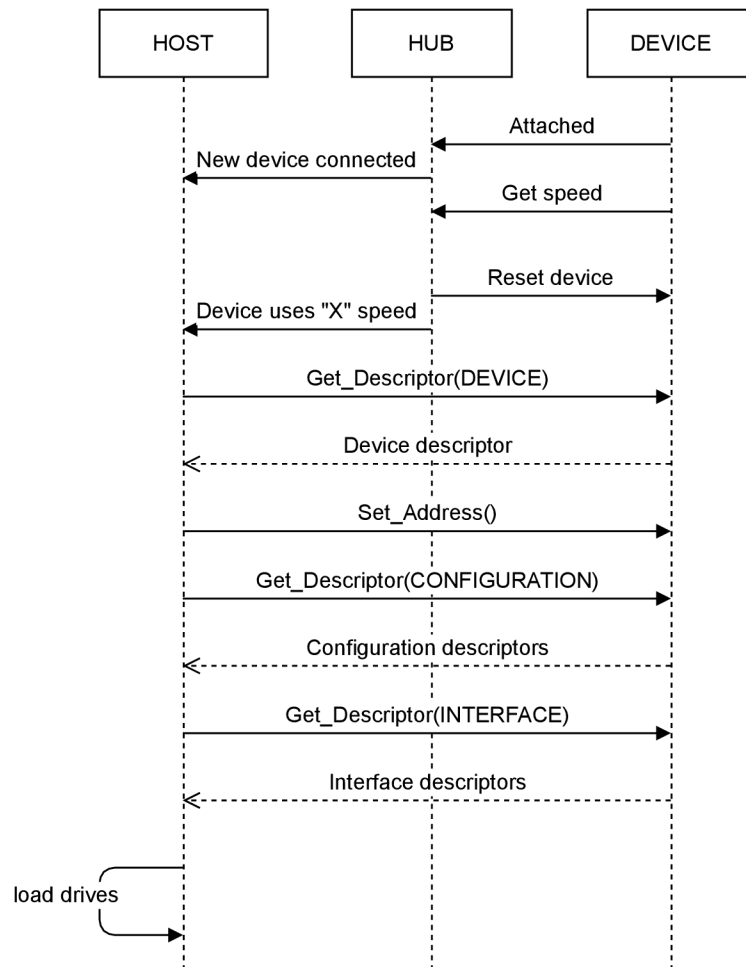 HOST
HUB
DEVICE
Attached
New device connected
Get speed
Reset device
Device uses "X" speed
Get_Descriptor(DEVICE)
Device descriptor
Set_Address()
Get_Descriptor(CONFIGURATION)
Configuration descriptors
Get_Descriptor(INTERFACE)
Interface descriptors
load drives